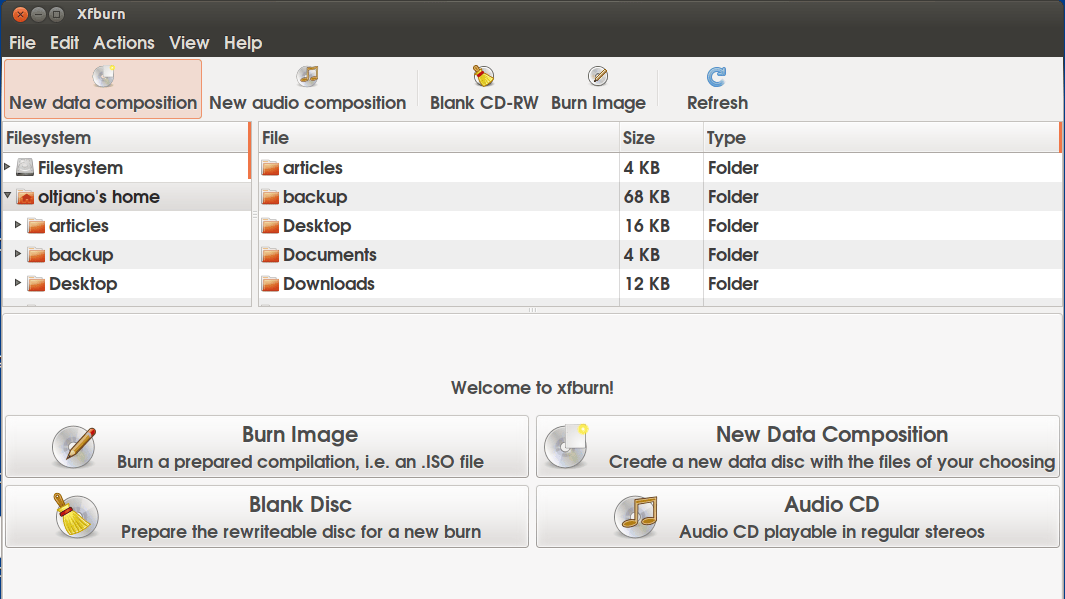 Xfburn
File Edit Actions View Help
New data composition New audio composition Blank CD-RW Burn Image Refresh
Filesystem File Size Type
Filesystem articles 4 KB Folder
oltjano's home backup 68 KB Folder
articles Desktop 16 KB Folder
backup Documents 4 KB Folder
Desktop Downloads 12 KB Folder
Welcome to xfburn!
Burn Image
Burn a prepared compilation, i.e. an .ISO file
New Data Composition
Create a new data disc with the files of your choosing
Blank Disc
Prepare the rewriteable disc for a new burn
Audio CD
Audio CD playable in regular stereos